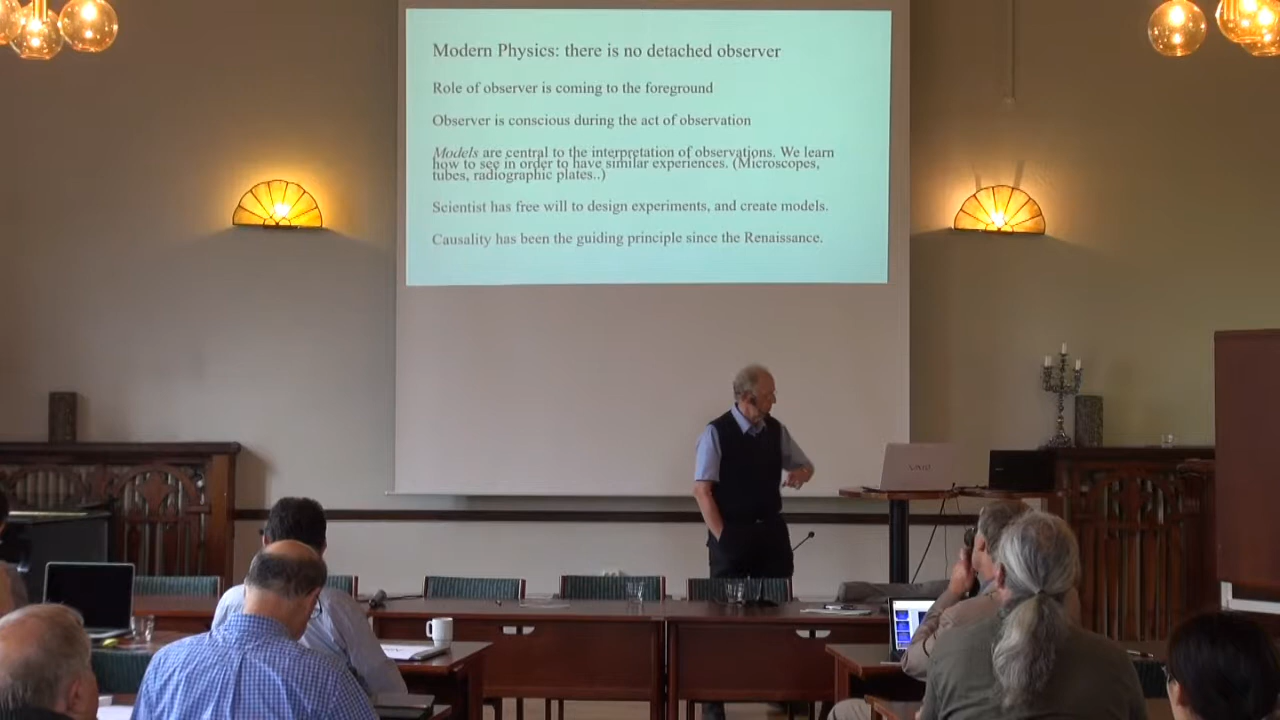 Modern Physics: there is no detached observer
Role of observer is coming to the foreground
Observer is conscious during the act of observation
Models are central to the interpretation of observations. We learn
how to see in order to have similar experiences. (Microscopes,
tubes, radiographic plates..)
Scientist has free will to design experiments, and create models.
Causality has been the guiding principle since the Renaissance.
VAIO